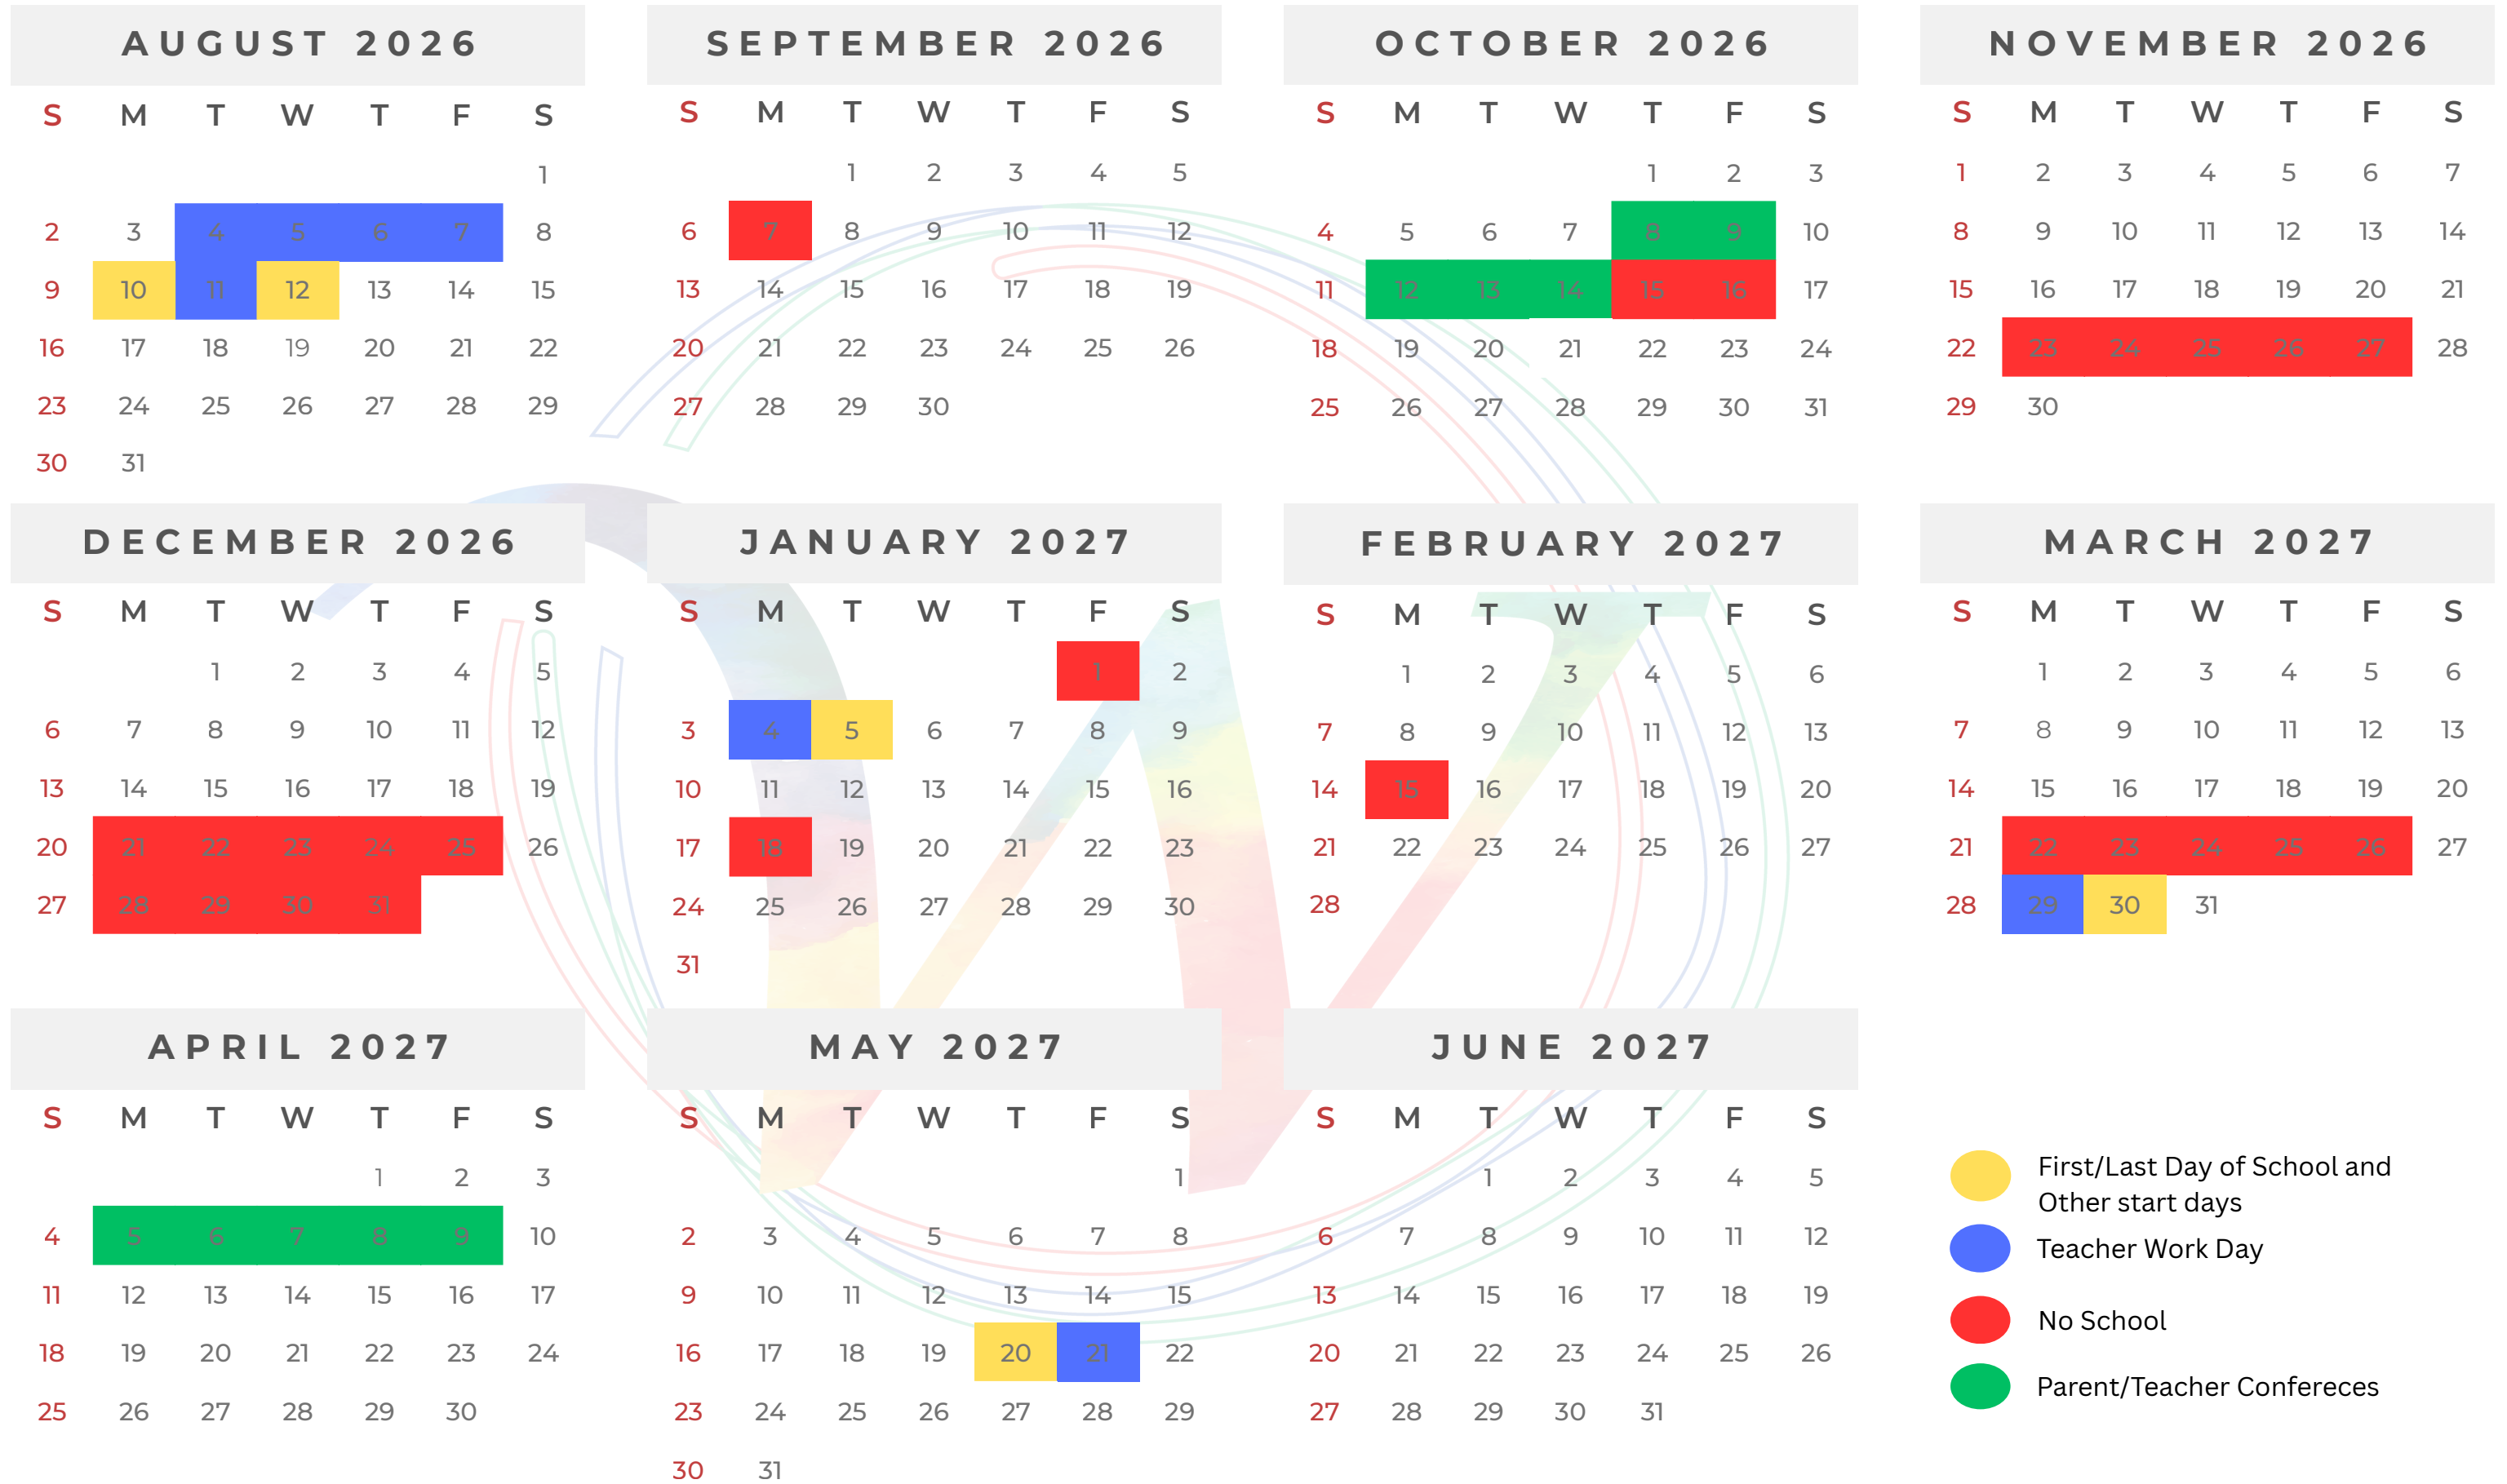 AUGUST 2026
S M T W T F S
1
2 3 4 5 6 7 8
9 10 11 12 13 14 15
16 17 18 19 20 21 22
23 24 25 26 27 28 29
30 31
SEPTEMBER 2026
S M T W T F S
1 2 3 4 5
6 7 8 9 10 11 12
13 14 15 16 17 18 19
20 21 22 23 24 25 26
27 28 29 30
OCTOBER 2026
S M T W T F S
1 2 3
4 5 6 7 8 9 10
11 12 13 14 15 16 17
18 19 20 21 22 23 24
25 26 27 28 29 30 31
NOVEMBER 2026
S M T W T F S
1 2 3 4 5 6 7
8 9 10 11 12 13 14
15 16 17 18 19 20 21
22 23 24 25 26 27 28
29 30
DECEMBER 2026
S M T W T F S
1 2 3 4 5
6 7 8 9 10 11 12
13 14 15 16 17 18 19
20 21 22 23 24 25 26
27 28 29 30 31
JANUARY 2027
S M T W T F S
1 2
3 4 5 6 7 8 9
10 11 12 13 14 15 16
17 18 19 20 21 22 23
24 25 26 27 28 29 30
31
FEBRUARY 2027
S M T W T F S
1 2 3 4 5 6
7 8 9 10 11 12 13
14 15 16 17 18 19 20
21 22 23 24 25 26 27
28
MARCH 2027
S M T W T F S
1 2 3 4 5 6
7 8 9 10 11 12 13
14 15 16 17 18 19 20
21 22 23 24 25 26 27
28 29 30 31
APRIL 2027
S M T W T F S
1 2 3
4 5 6 7 8 9 10
11 12 13 14 15 16 17
18 19 20 21 22 23 24
25 26 27 28 29 30
MAY 2027
S M T W T F S
1
2 3 4 5 6 7 8
9 10 11 12 13 14 15
16 17 18 19 20 21 22
23 24 25 26 27 28 29
30 31
JUNE 2027
S M T W T F S
1 2 3 4 5
6 7 8 9 10 11 12
13 14 15 16 17 18 19
20 21 22 23 24 25 26
27 28 29 30 31
First/Last Day of School and
Other start days
Teacher Work Day
No School
Parent/Teacher Confereces